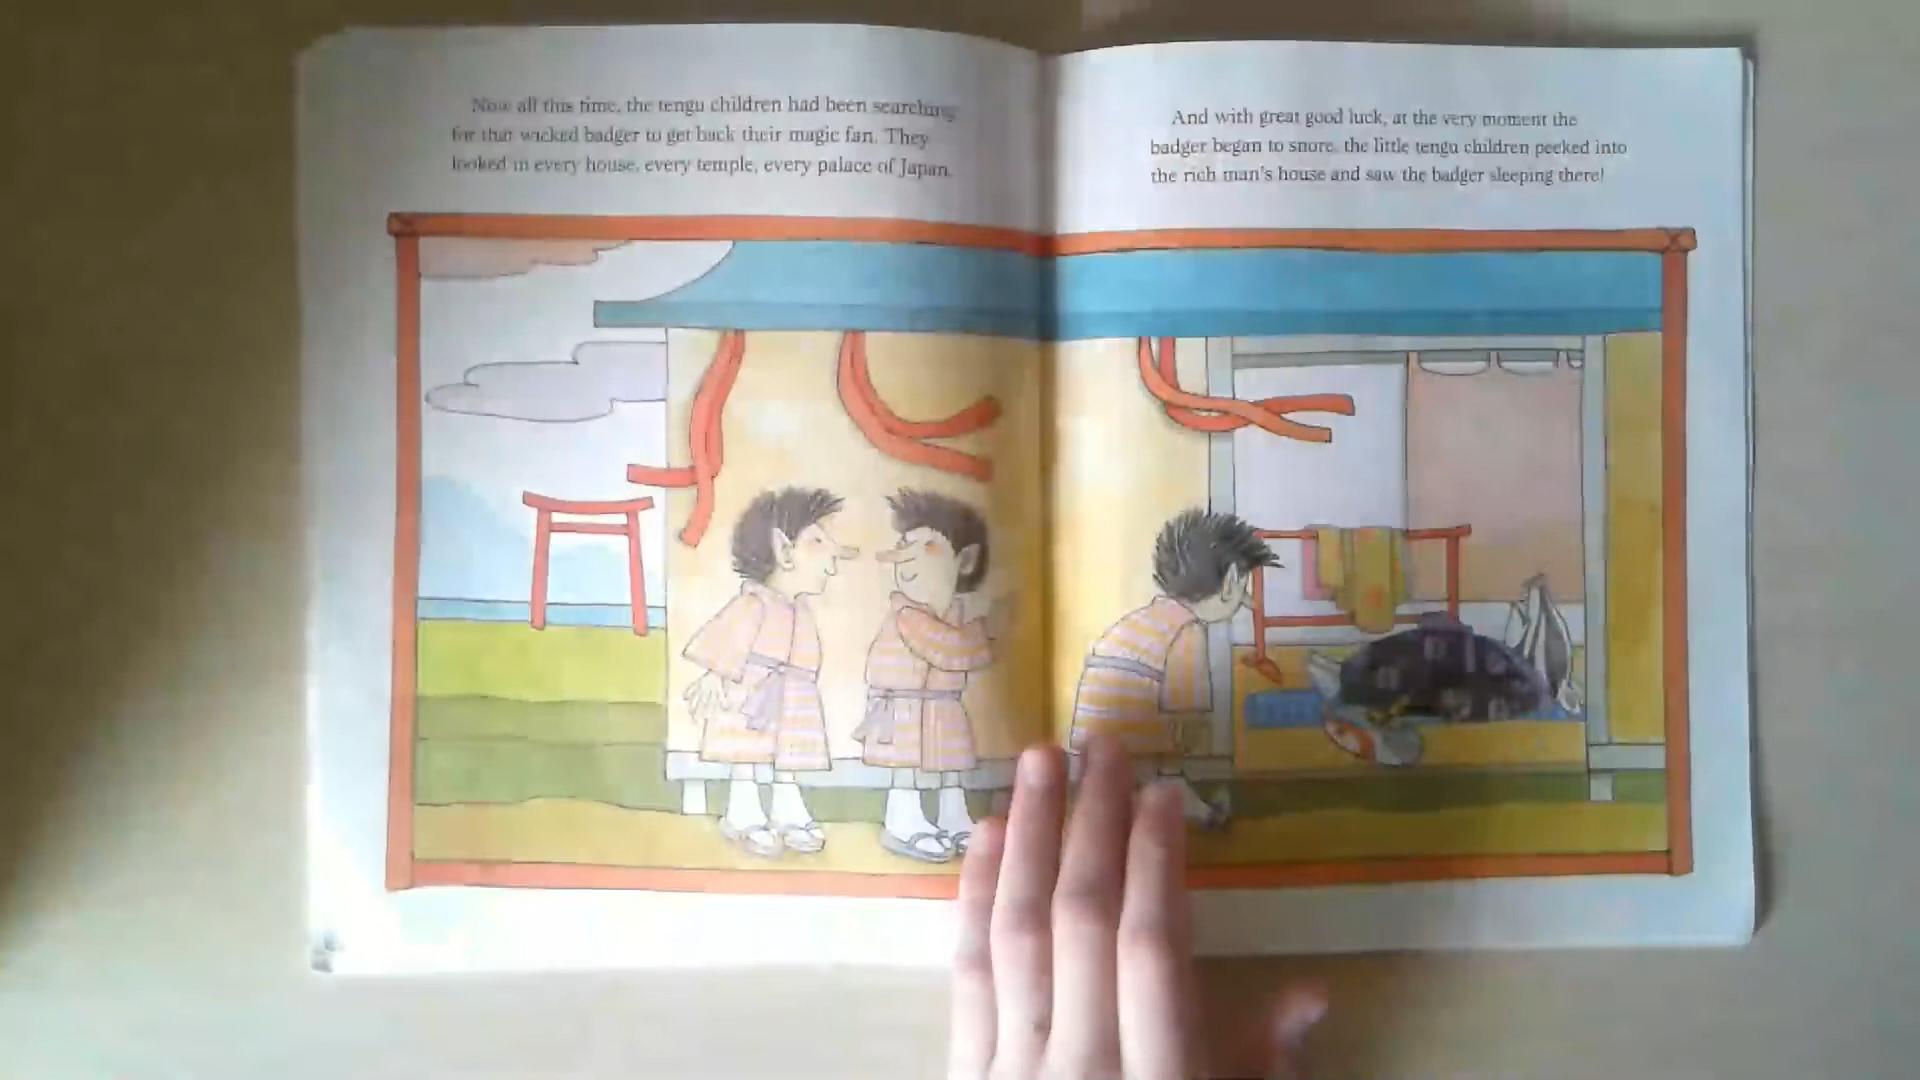 Now all this time, the tengu children had been searching
for that wicked badger to get back their magic fan. They
looked in every house, every temple, every palace of Japan.
And with great good luck, at the very moment the
badger began to snore, the little tengu children peeked into
the rich man's house and saw the badger sleeping there!